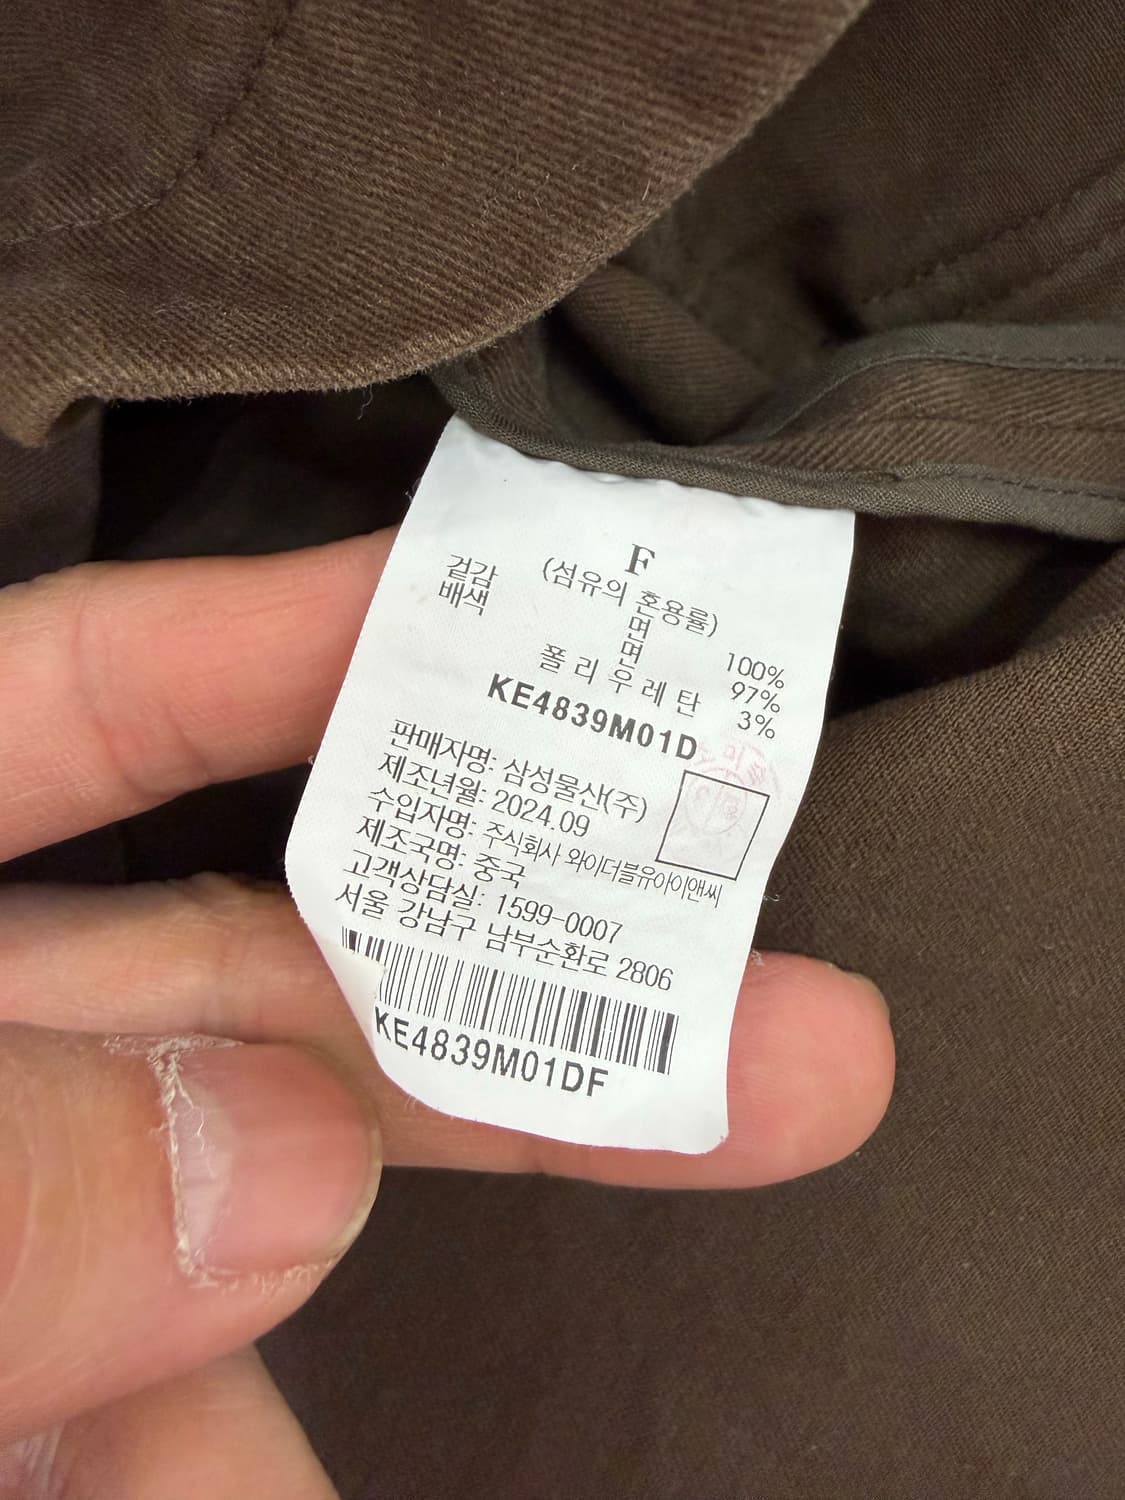 F
(섬유의 혼용률)
겉감 면 100%
배색 면 97%
폴리우레탄 3%
KE4839M01D
판매자명: 삼성물산(주)
제조년월: 2024.09
수입자명: 주식회사 와이더블유아이앤씨
제조국명: 중국
고객상담실: 1599-0007
서울 강남구 남부순환로 2806
KE4839M01DF